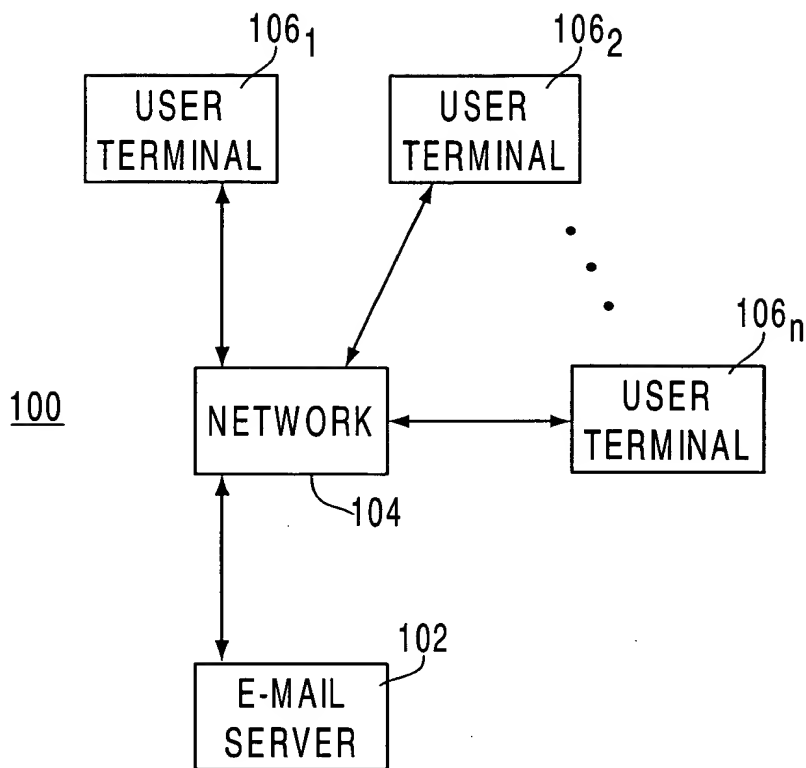 106₁
USER
TERMINAL
106₂
USER
TERMINAL
106ₙ
USER
TERMINAL
100
NETWORK
104
102
E-MAIL
SERVER